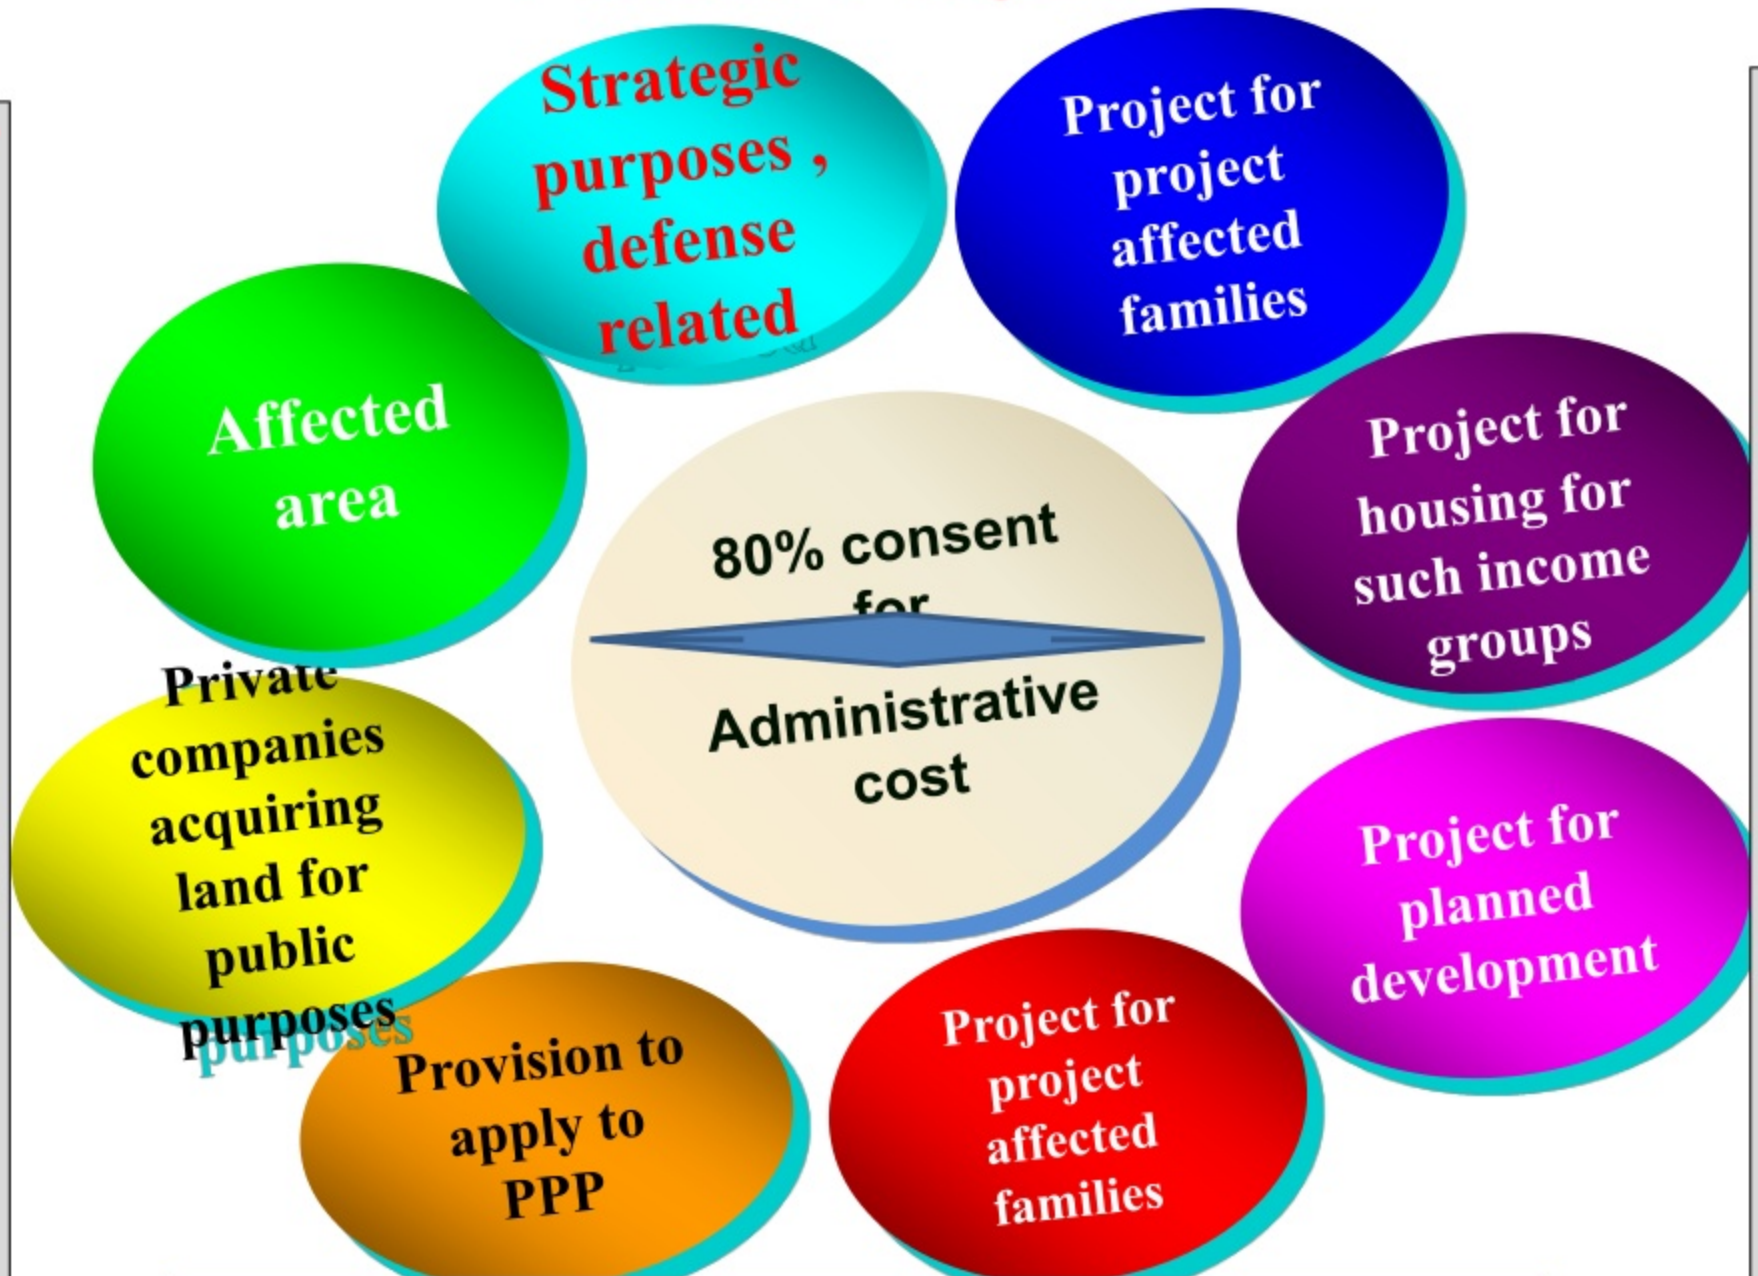 Strategic
purposes ,
defense
related
Project for
project
affected
families
Affected
area
Project for
housing for
such income
groups
80% consent
for
Administrative
cost
Private
companies
acquiring
land for
public
purposes
Project for
planned
development
Provision to
apply to
PPP
Project for
project
affected
families